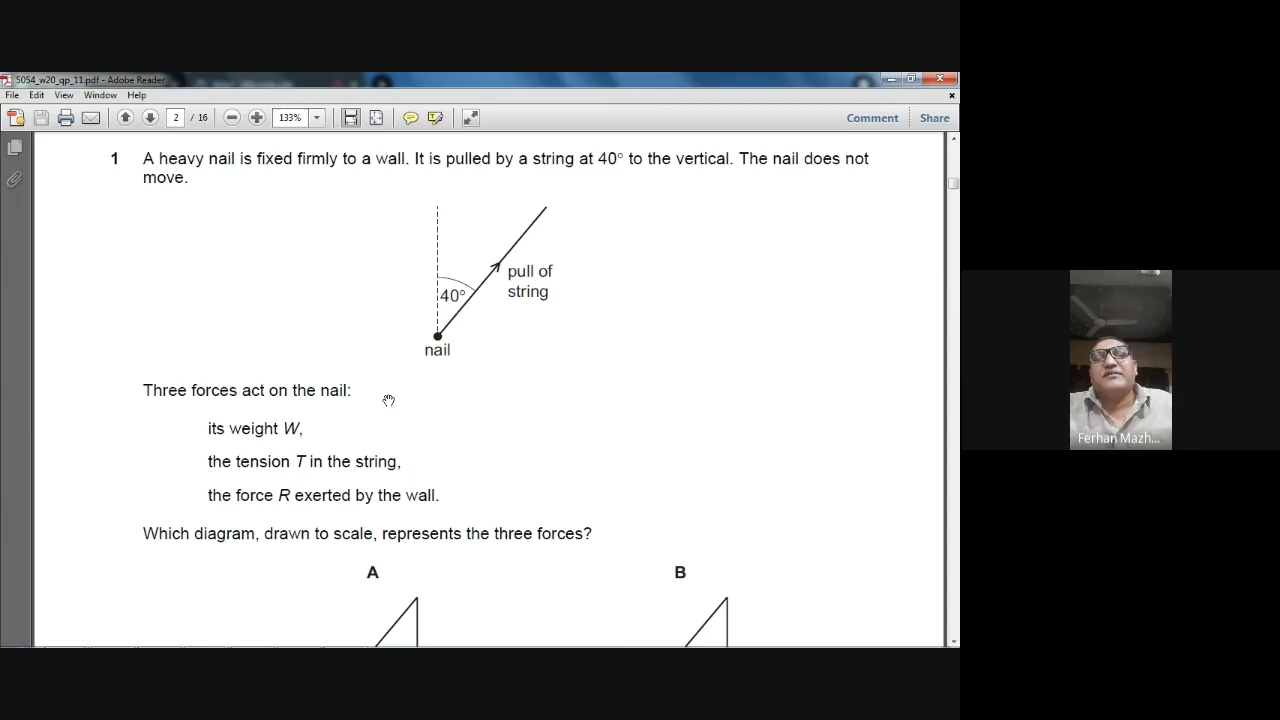 5054_w20_qp_11.pdf - Adobe Reader
File Edit View Window Help
2 / 16 133% Comment Share
1 A heavy nail is fixed firmly to a wall. It is pulled by a string at 40° to the vertical. The nail does not
move.
pull of
string
40°
nail
Three forces act on the nail:
its weight W,
the tension T in the string,
the force R exerted by the wall.
Which diagram, drawn to scale, represents the three forces?
A B
Ferhan Mazh...